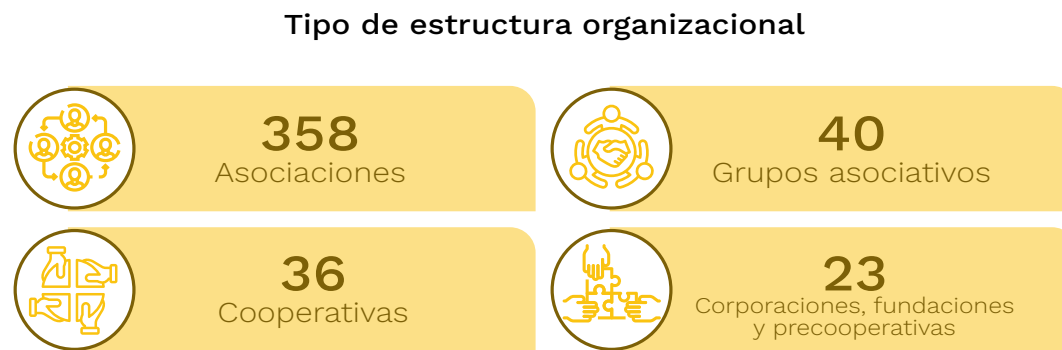 Tipo de estructura organizacional
358
Asociaciones
40
Grupos asociativos
36
Cooperativas
23
Corporaciones, fundaciones
y precooperativas